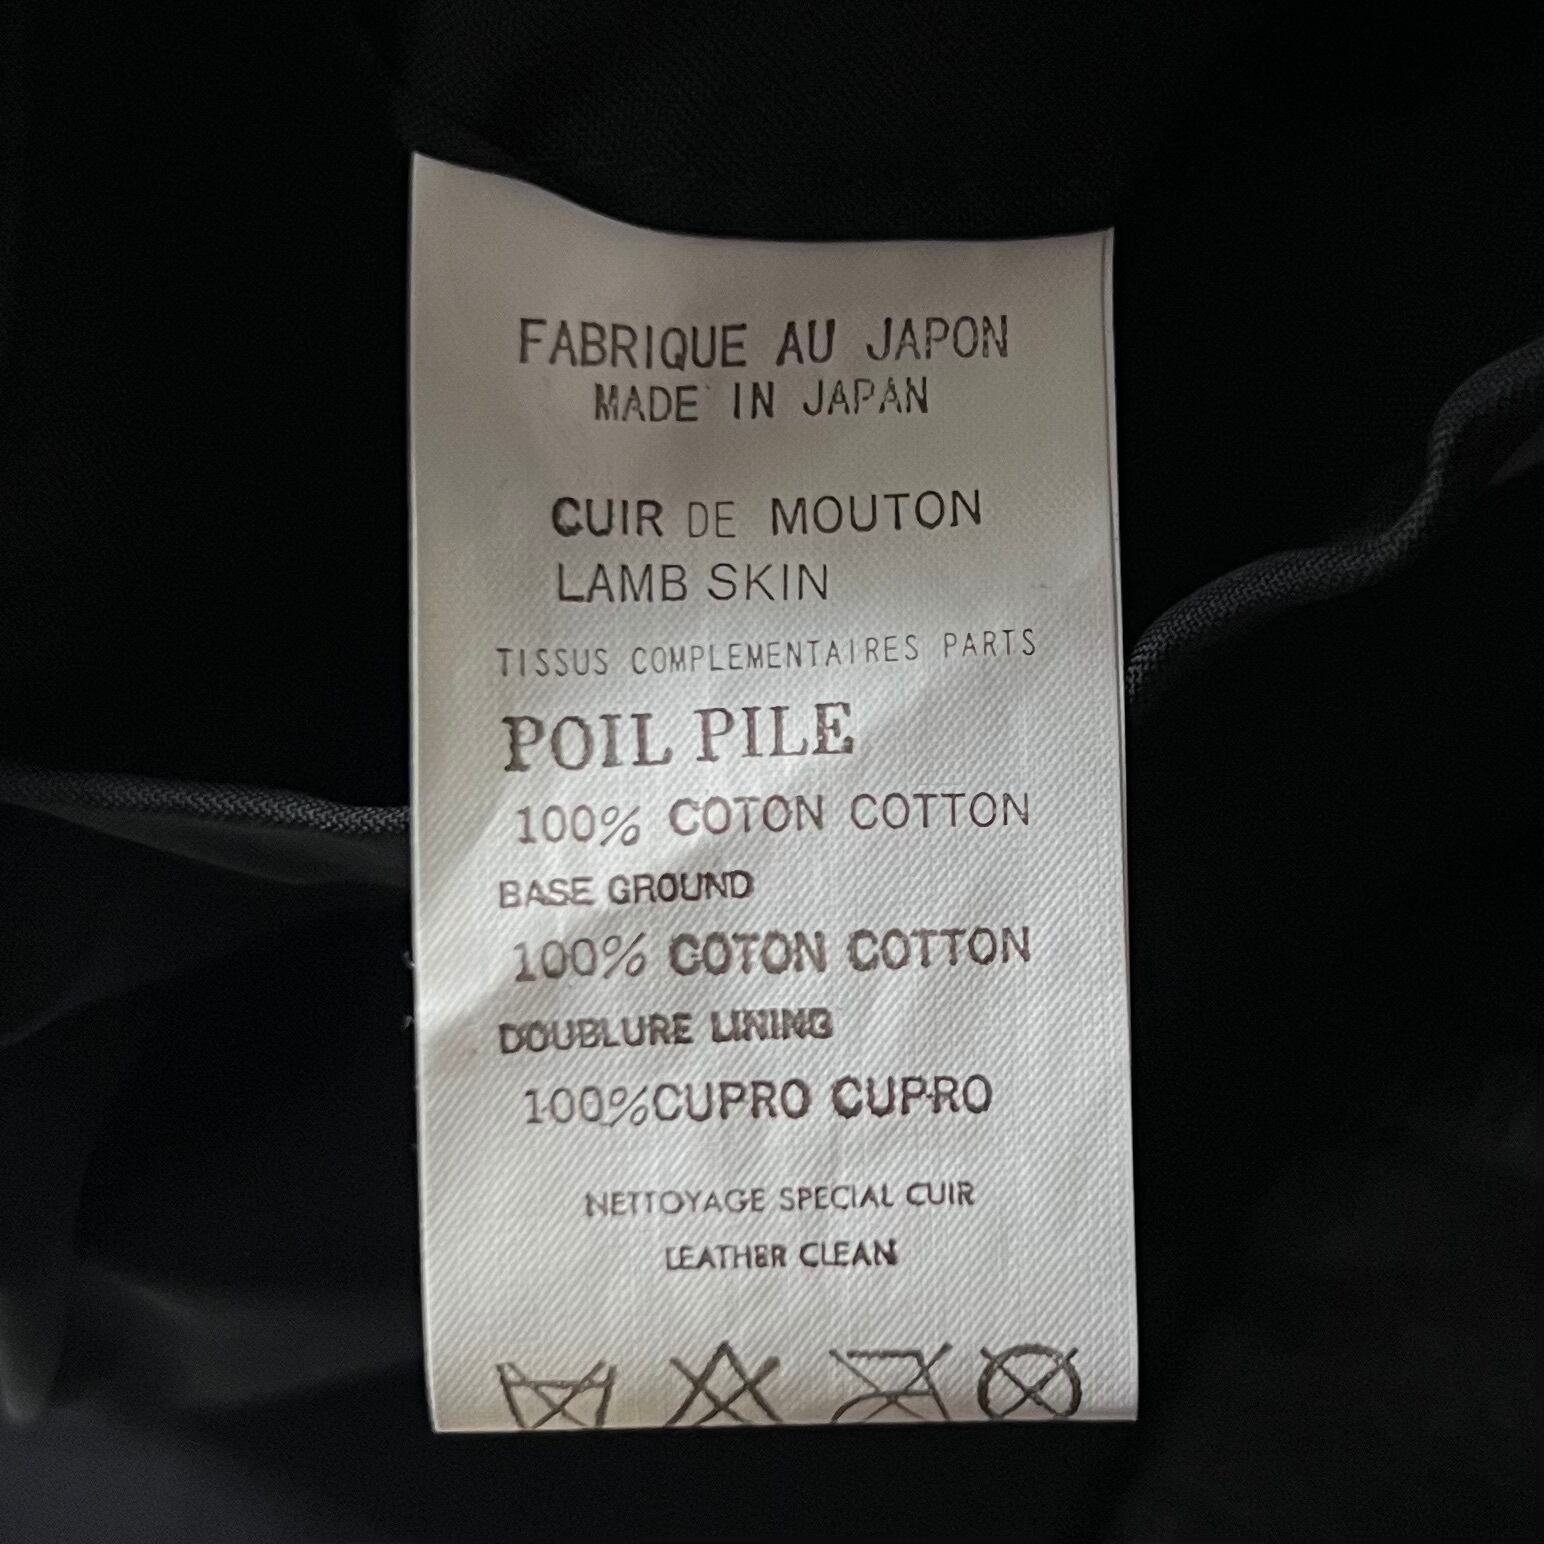 FABRIQUE AU JAPON
MADE IN JAPAN
CUIR DE MOUTON
LAMB SKIN
TISSUS COMPLEMENTAIRES PARTS
POIL PILE
100% COTON COTTON
BASE GROUND
100% COTON COTTON
DOUBLURE LINING
100%CUPRO CUPRO
NETTOYAGE SPECIAL CUIR
LEATHER CLEAN